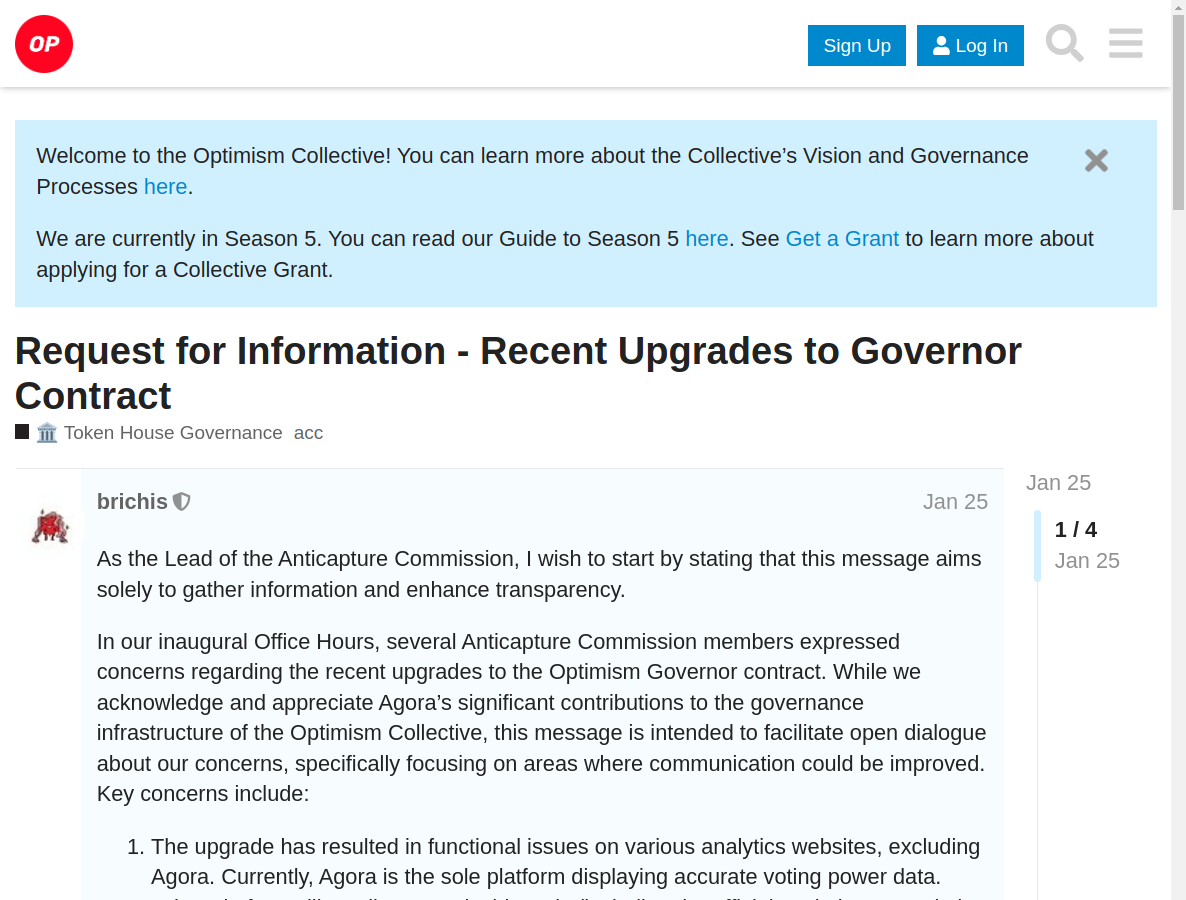 OP
Sign Up
Log In
Welcome to the Optimism Collective! You can learn more about the Collective’s Vision and Governance
Processes here.
We are currently in Season 5. You can read our Guide to Season 5 here. See Get a Grant to learn more about
applying for a Collective Grant.
Request for Information - Recent Upgrades to Governor
Contract
🏛️ Token House Governance acc
brichis
Jan 25
As the Lead of the Anticapture Commission, I wish to start by stating that this message aims
solely to gather information and enhance transparency.
In our inaugural Office Hours, several Anticapture Commission members expressed
concerns regarding the recent upgrades to the Optimism Governor contract. While we
acknowledge and appreciate Agora’s significant contributions to the governance
infrastructure of the Optimism Collective, this message is intended to facilitate open dialogue
about our concerns, specifically focusing on areas where communication could be improved.
Key concerns include:
1. The upgrade has resulted in functional issues on various analytics websites, excluding
Agora. Currently, Agora is the sole platform displaying accurate voting power data.
Jan 25
1 / 4
Jan 25